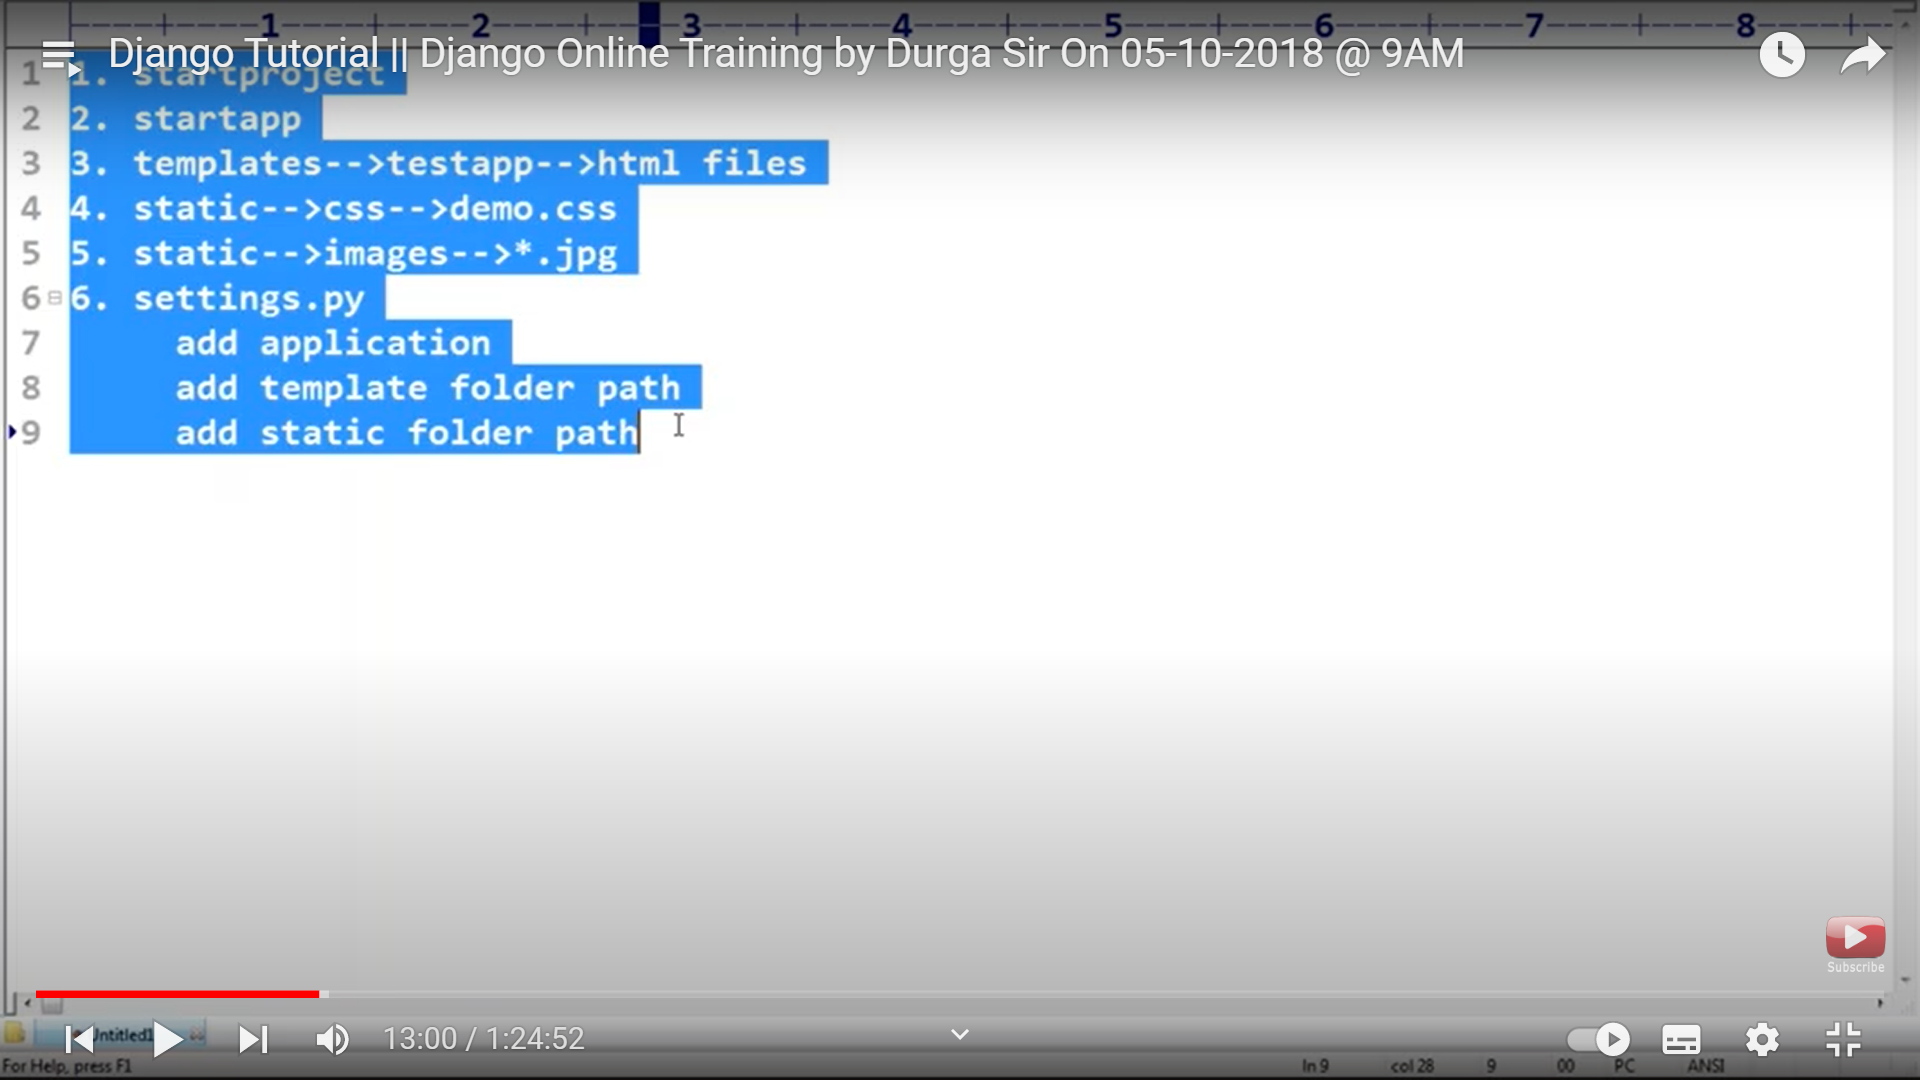 1 2 3 4 5 6 7 8
Django Tutorial || Django Online Training by Durga Sir On 05-10-2018 @ 9AM
1 1. startproject
2 2. startapp
3 3. templates-->testapp-->html files
4 4. static-->css-->demo.css
5 5. static-->images-->*.jpg
6 6. settings.py
7 add application
8 add template folder path
9 add static folder path
Subscribe
Untitled1
13:00 / 1:24:52
For Help, press F1 ln 9 col 28 9 00 PC ANSI